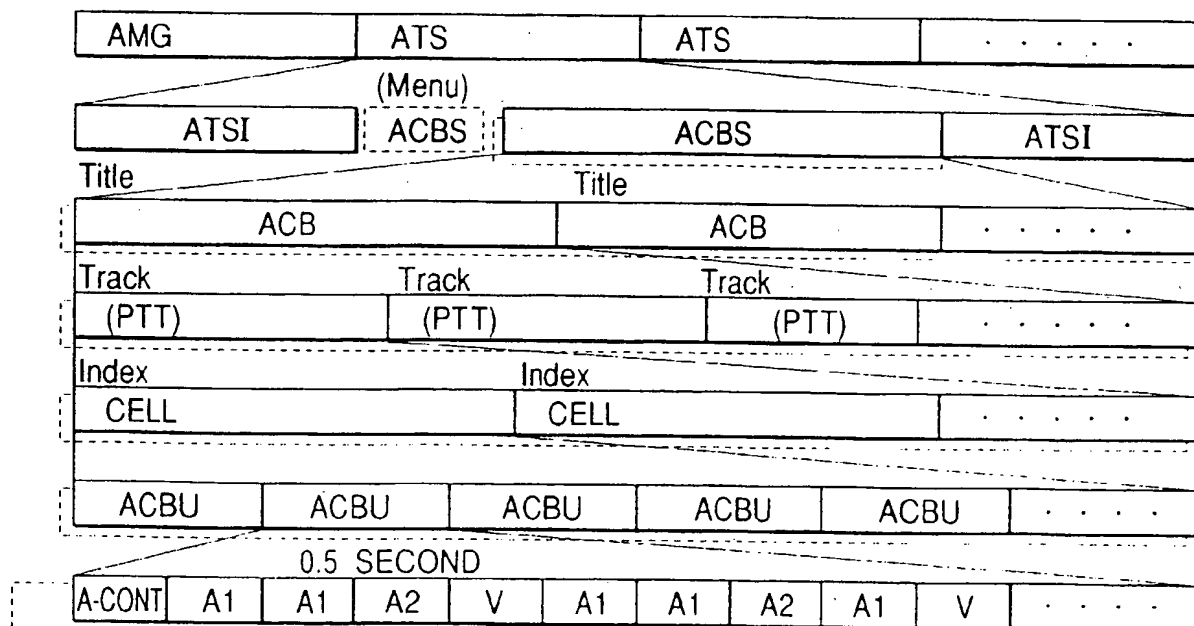 AMG ATS ATS . . . . .
(Menu)
ATSI ACBS ACBS ATSI
Title Title
ACB ACB . . . . .
Track Track Track
(PTT) (PTT) (PTT) . . . . .
Index Index
CELL CELL . . . . .
ACBU ACBU ACBU ACBU ACBU . . . .
0.5 SECOND
A-CONT A1 A1 A2 V A1 A1 A2 A1 V . . . .